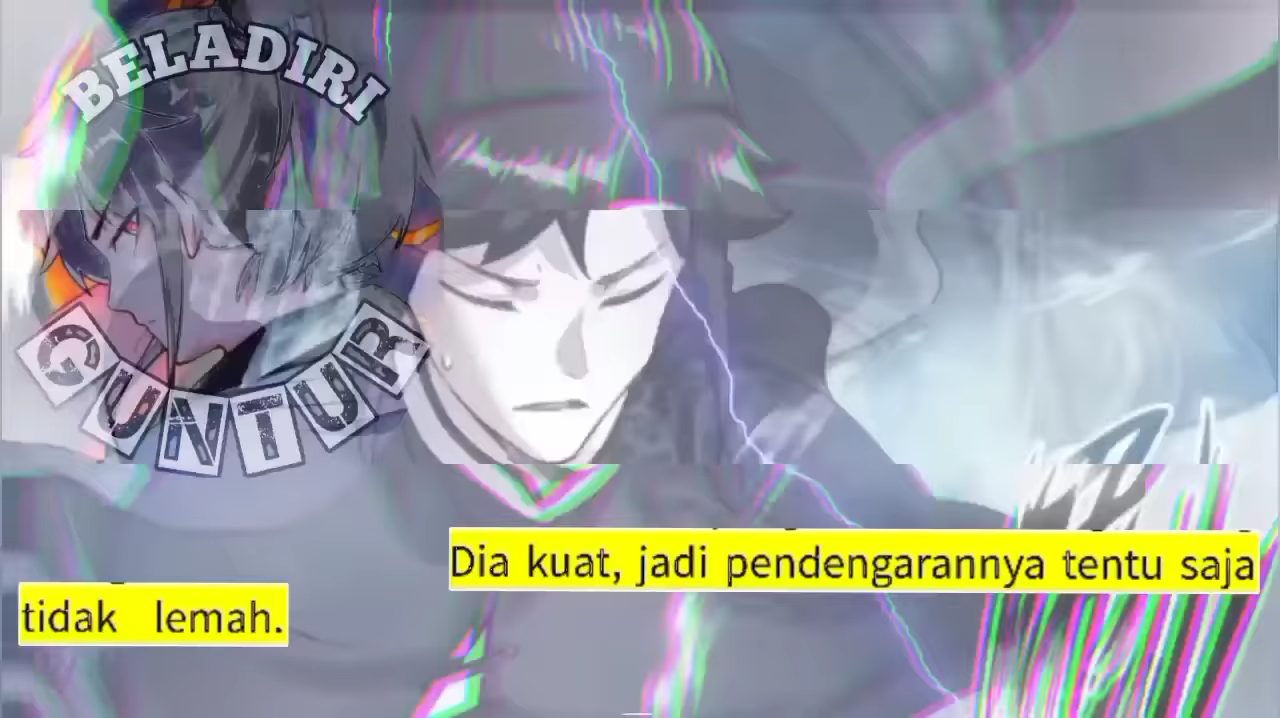 BELADIRI
GUNTUR
Dia kuat, jadi pendengarannya tentu saja
tidak lemah.